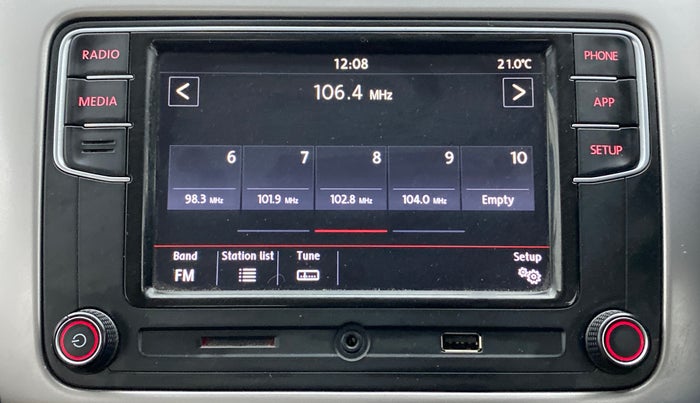 RADIO
MEDIA
12:08 21.0°C
< 106.4 MHz >
6 7 8 9 10
98.3 MHz 101.9 MHz 102.8 MHz 104.0 MHz Empty
Band Station list Tune Setup
FM
PHONE
APP
SETUP